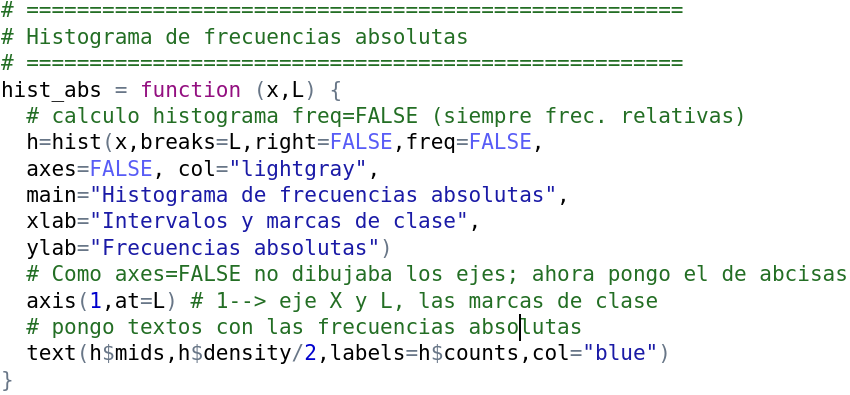 # ====================================================
# Histograma de frecuencias absolutas
# ====================================================
hist_abs = function (x,L) {
  # calculo histograma freq=FALSE (siempre frec. relativas)
  h=hist(x,breaks=L,right=FALSE,freq=FALSE,
  axes=FALSE, col="lightgray",
  main="Histograma de frecuencias absolutas",
  xlab="Intervalos y marcas de clase",
  ylab="Frecuencias absolutas")
  # Como axes=FALSE no dibujaba los ejes; ahora pongo el de abcisas
  axis(1,at=L) # 1--> eje X y L, las marcas de clase
  # pongo textos con las frecuencias absolutas
  text(h$mids,h$density/2,labels=h$counts,col="blue")
}